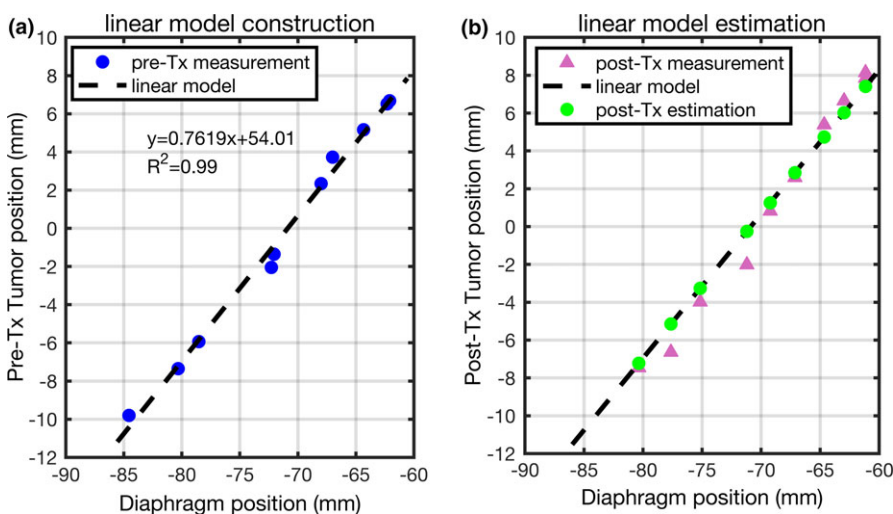 (a)
linear model construction
10
8
6
4
2
0
-2
-4
-6
-8
-10
-12
Pre-Tx Tumor position (mm)
pre-Tx measurement
linear model
y=0.7619x+54.01
R²=0.99
-90
-85
-80
-75
-70
-65
-60
Diaphragm position (mm)
(b)
linear model estimation
10
8
6
4
2
0
-2
-4
-6
-8
-10
-12
Post-Tx Tumor position (mm)
post-Tx measurement
linear model
post-Tx estimation
-90
-85
-80
-75
-70
-65
-60
Diaphragm position (mm)